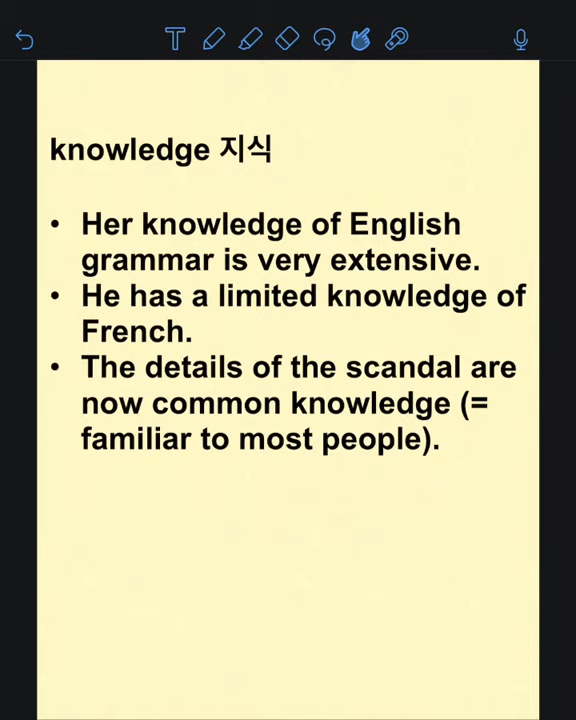 knowledge 지식
• Her knowledge of English
grammar is very extensive.
• He has a limited knowledge of
French.
• The details of the scandal are
now common knowledge (=
familiar to most people).